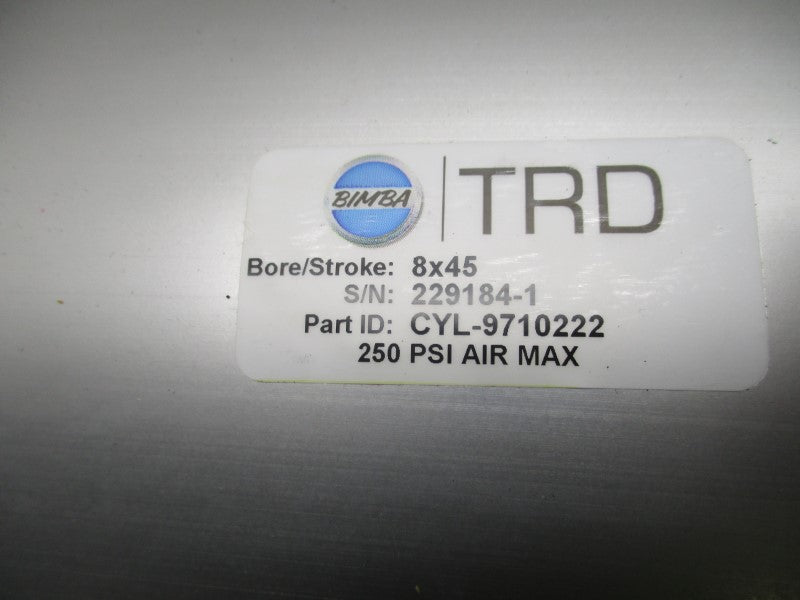 BIMBA | TRD
Bore/Stroke: 8x45
S/N: 229184-1
Part ID: CYL-9710222
250 PSI AIR MAX